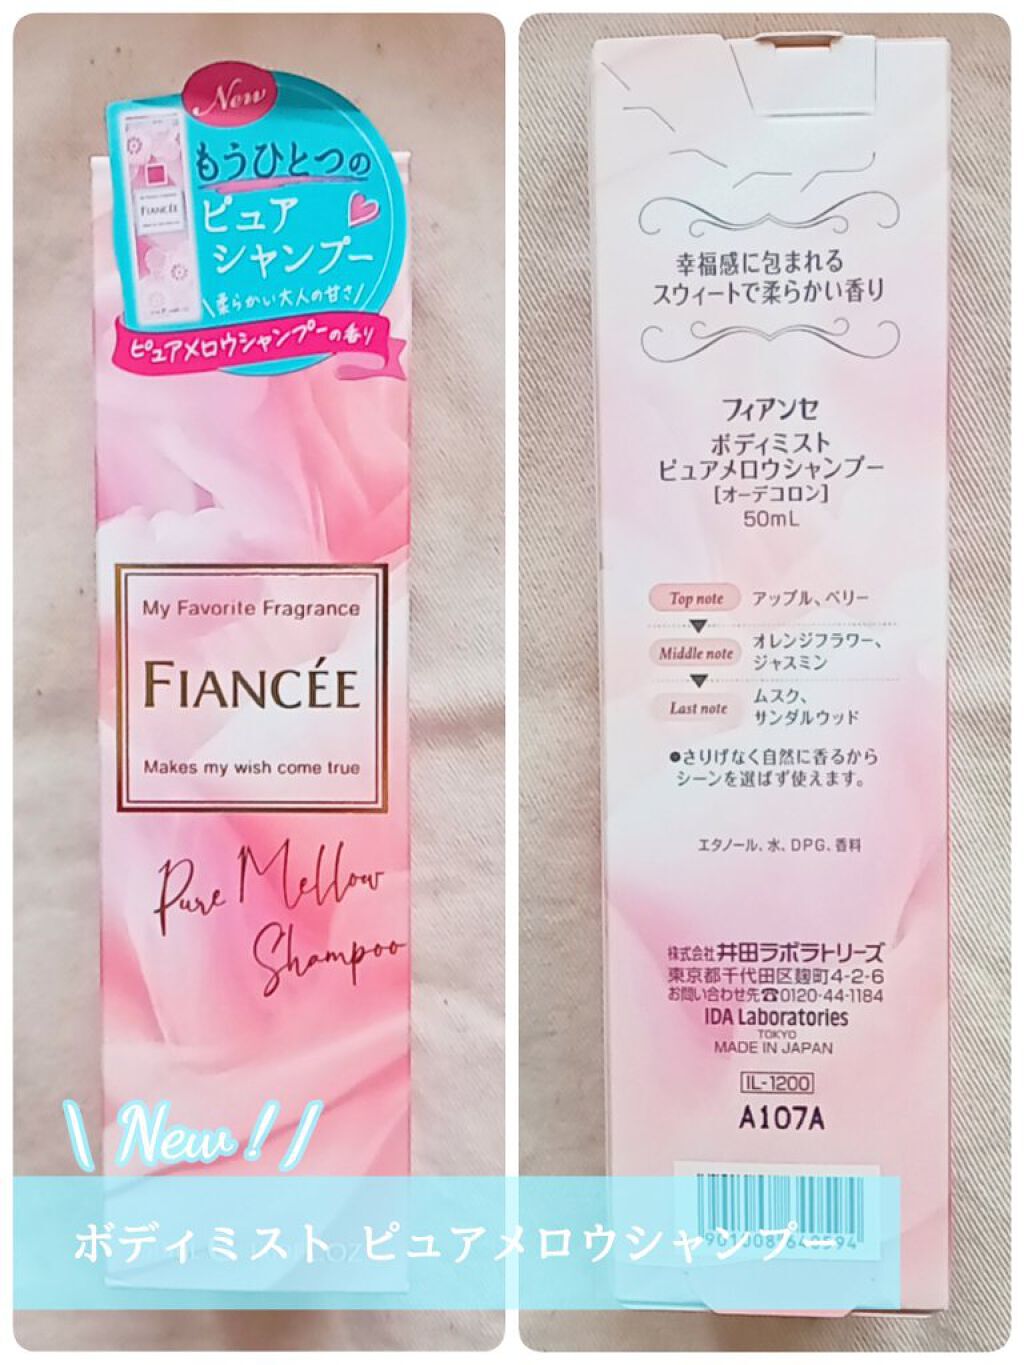 New
もうひとつの
ピュア
シャンプー
FIANCÉE
\柔らかい大人の甘さ/
ピュアメロウシャンプーの香り
My Favorite Fragrance
FIANCÉE
Makes my wish come true
Pure Mellow
Shampoo
\ New! /
ボディミスト ピュアメロウシャンプー
幸福感に包まれる
スウィートで柔らかい香り
フィアンセ
ボディミスト
ピュアメロウシャンプー
[オーデコロン]
50mL
Top note アップル、ベリー
Middle note オレンジフラワー、
ジャスミン
Last note ムスク、
サンダルウッド
●さりげなく自然に香るから
シーンを選ばず使えます。
エタノール、水、DPG、香料
株式会社井田ラボラトリーズ
東京都千代田区麹町4-2-6
お問い合わせ先☎0120-44-1184
IDA Laboratories
TOKYO
MADE IN JAPAN
IL-1200
A107A